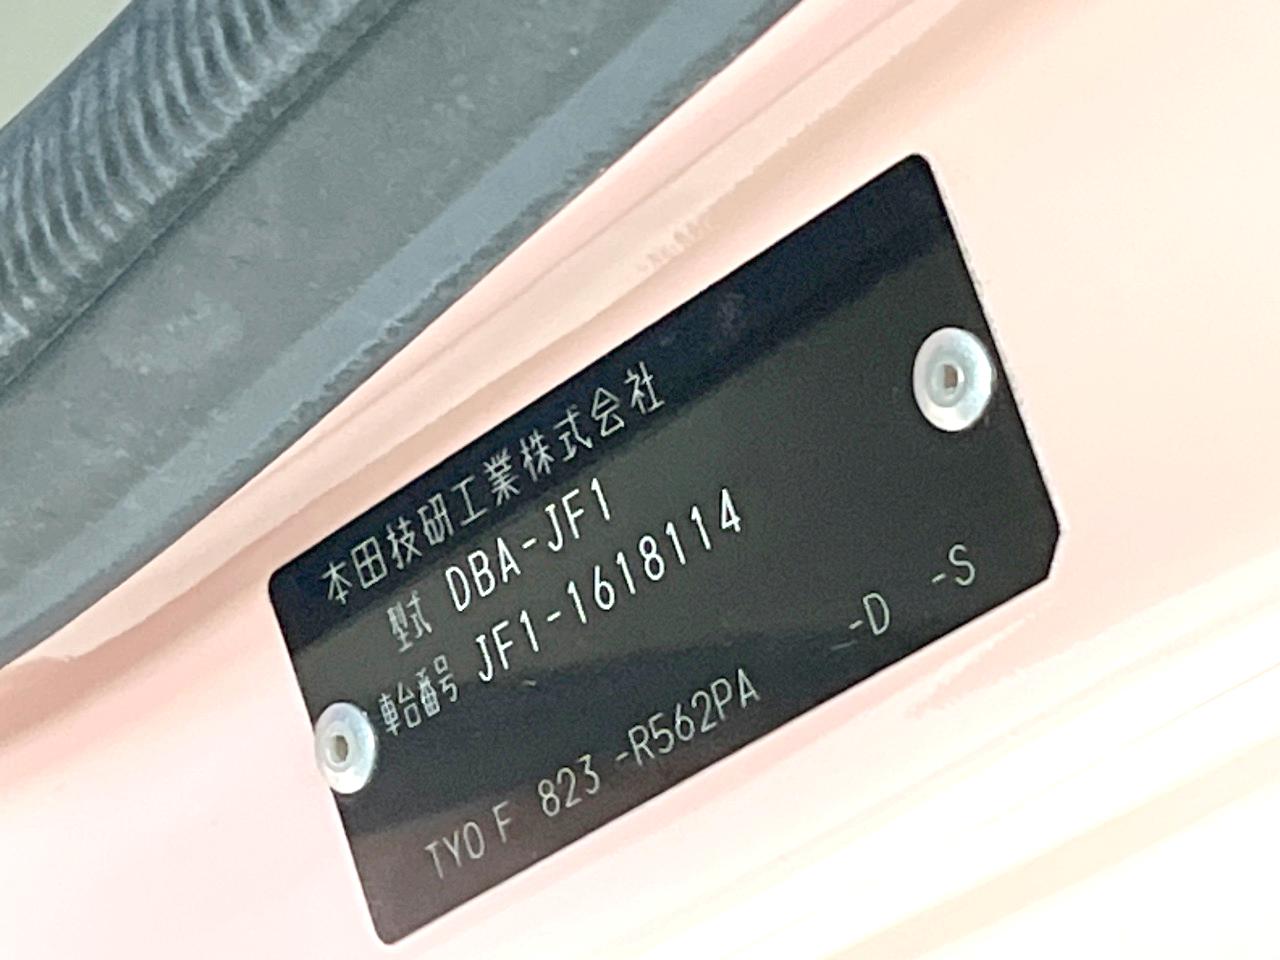 本田技研工業株式会社
型式 DBA-JF1
車台番号 JF1-1618114
TY0 F 823 -R562PA -D -S